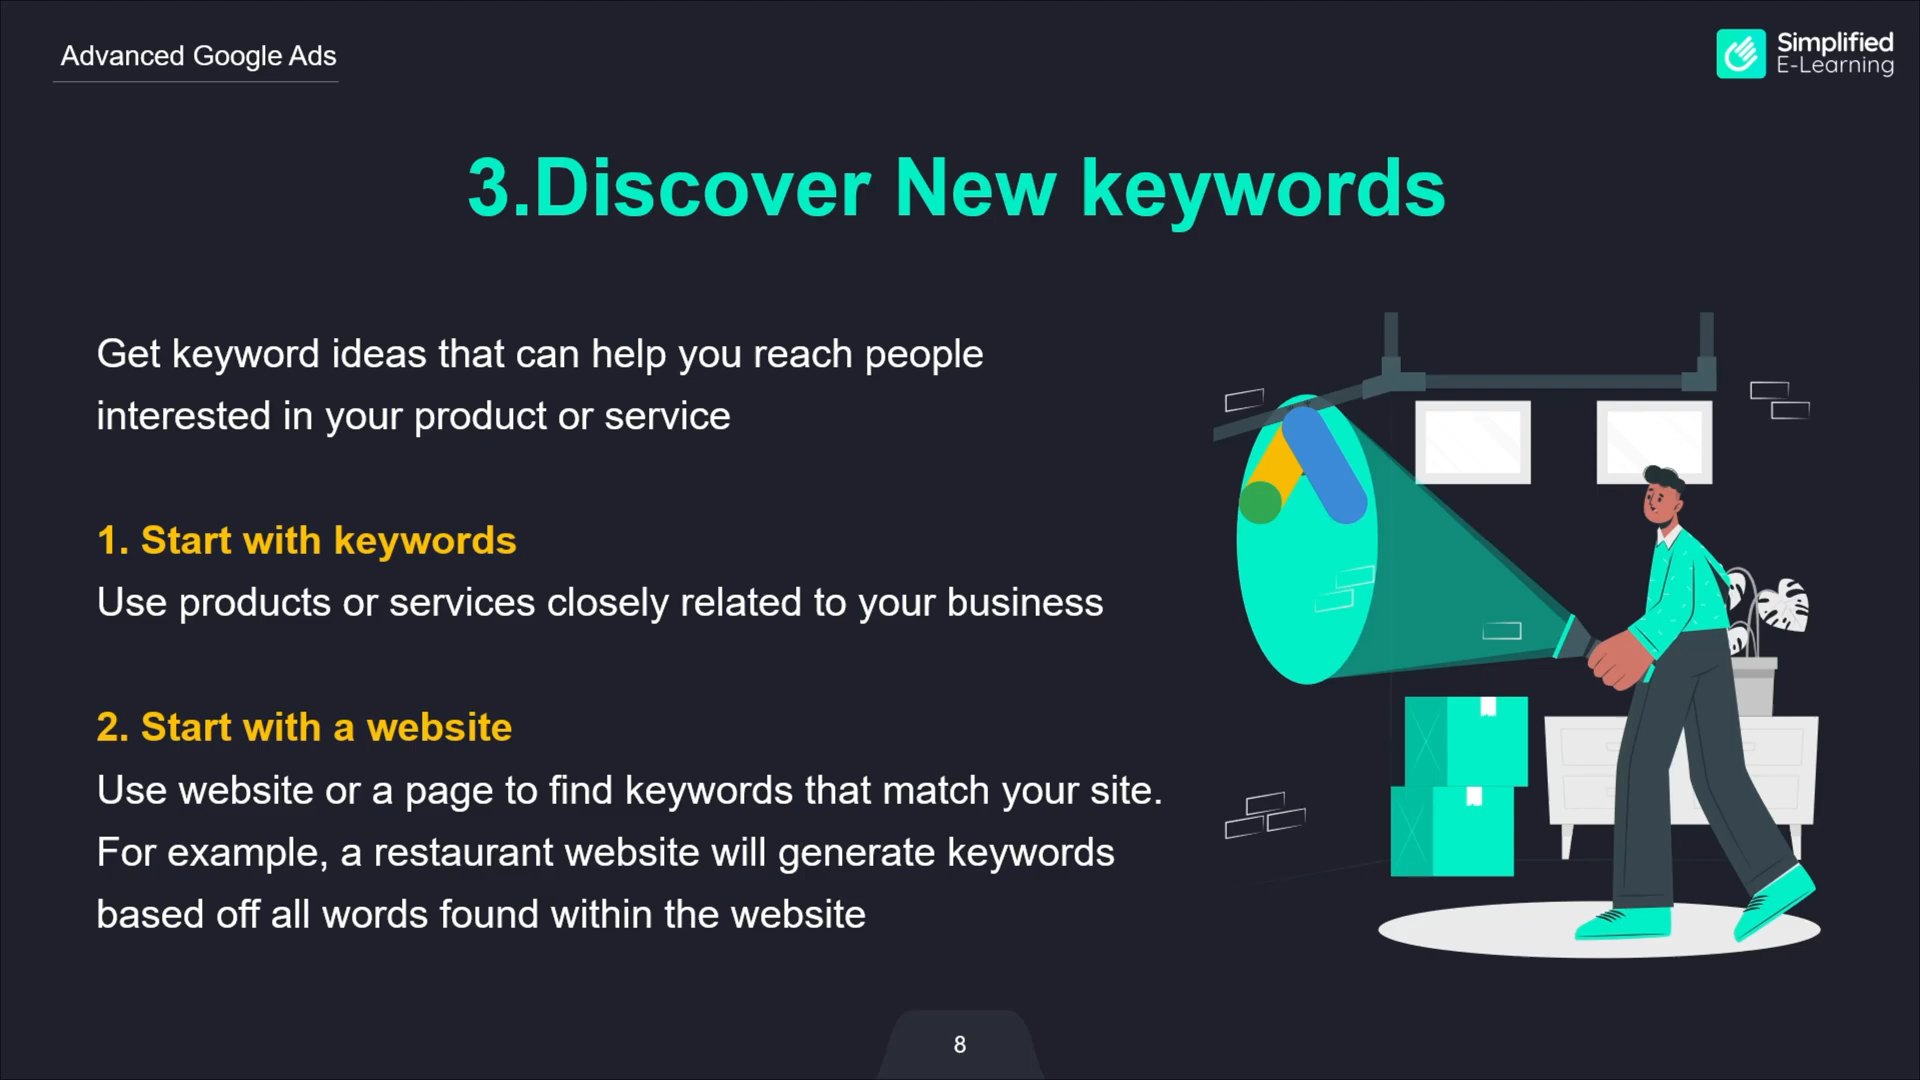 Advanced Google Ads
Simplified
E-Learning
3.Discover New keywords
Get keyword ideas that can help you reach people
interested in your product or service
1. Start with keywords
Use products or services closely related to your business
2. Start with a website
Use website or a page to find keywords that match your site.
For example, a restaurant website will generate keywords
based off all words found within the website
8